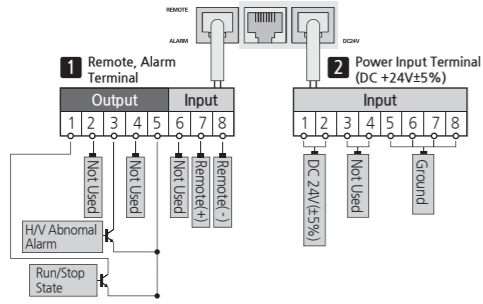 REMOTE
ALARM
DC24V
1 Remote, Alarm
Terminal
2 Power Input Terminal
(DC +24V±5%)
Output Input
1 2 3 4 5 6 7 8
Input
1 2 3 4 5 6 7 8
Not Used
Not Used
Not Used
Remote(+)
Remote(-)
DC 24V(±5%)
Not Used
Ground
H/V Abnomal
Alarm
Run/Stop
State